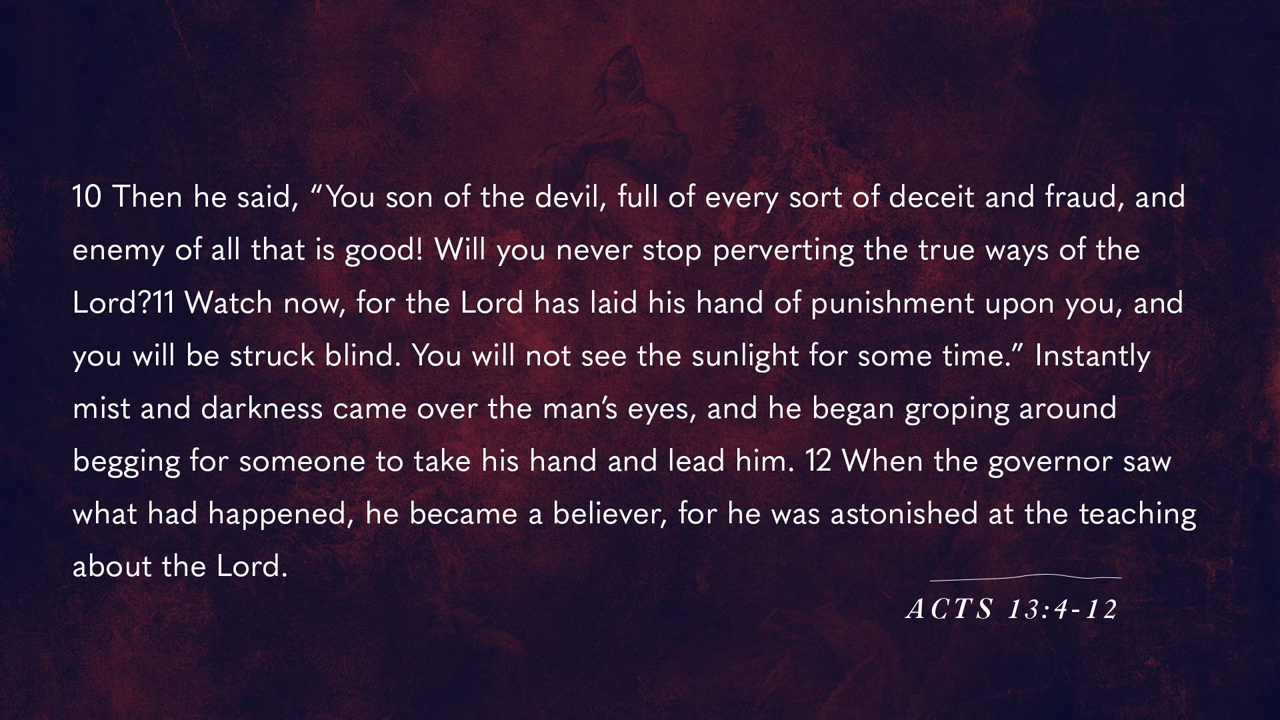 10 Then he said, “You son of the devil, full of every sort of deceit and fraud, and
enemy of all that is good! Will you never stop perverting the true ways of the
Lord?11 Watch now, for the Lord has laid his hand of punishment upon you, and
you will be struck blind. You will not see the sunlight for some time.” Instantly
mist and darkness came over the man’s eyes, and he began groping around
begging for someone to take his hand and lead him. 12 When the governor saw
what had happened, he became a believer, for he was astonished at the teaching
about the Lord.
ACTS 13:4-12